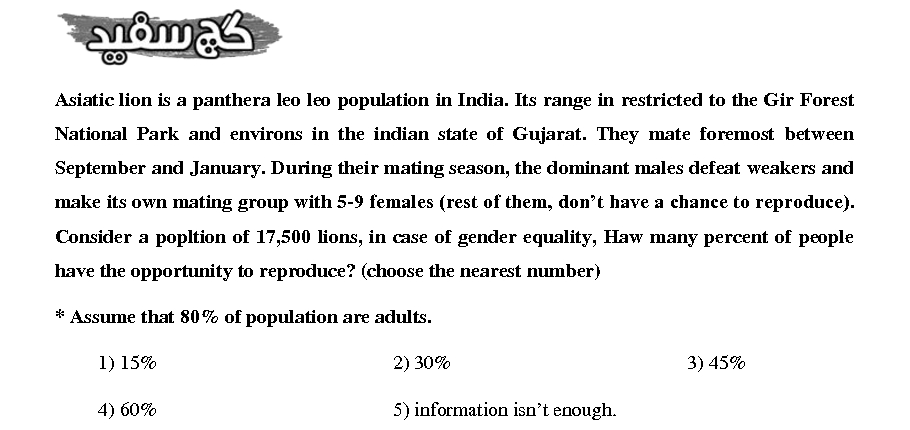 گچ سفید
Asiatic lion is a panthera leo leo population in India. Its range in restricted to the Gir Forest
National Park and environs in the indian state of Gujarat. They mate foremost between
September and January. During their mating season, the dominant males defeat weakers and
make its own mating group with 5-9 females (rest of them, don't have a chance to reproduce).
Consider a popltion of 17,500 lions, in case of gender equality, Haw many percent of people
have the opportunity to reproduce? (choose the nearest number)
* Assume that 80% of population are adults.
1) 15% 2) 30% 3) 45%
4) 60% 5) information isn't enough.